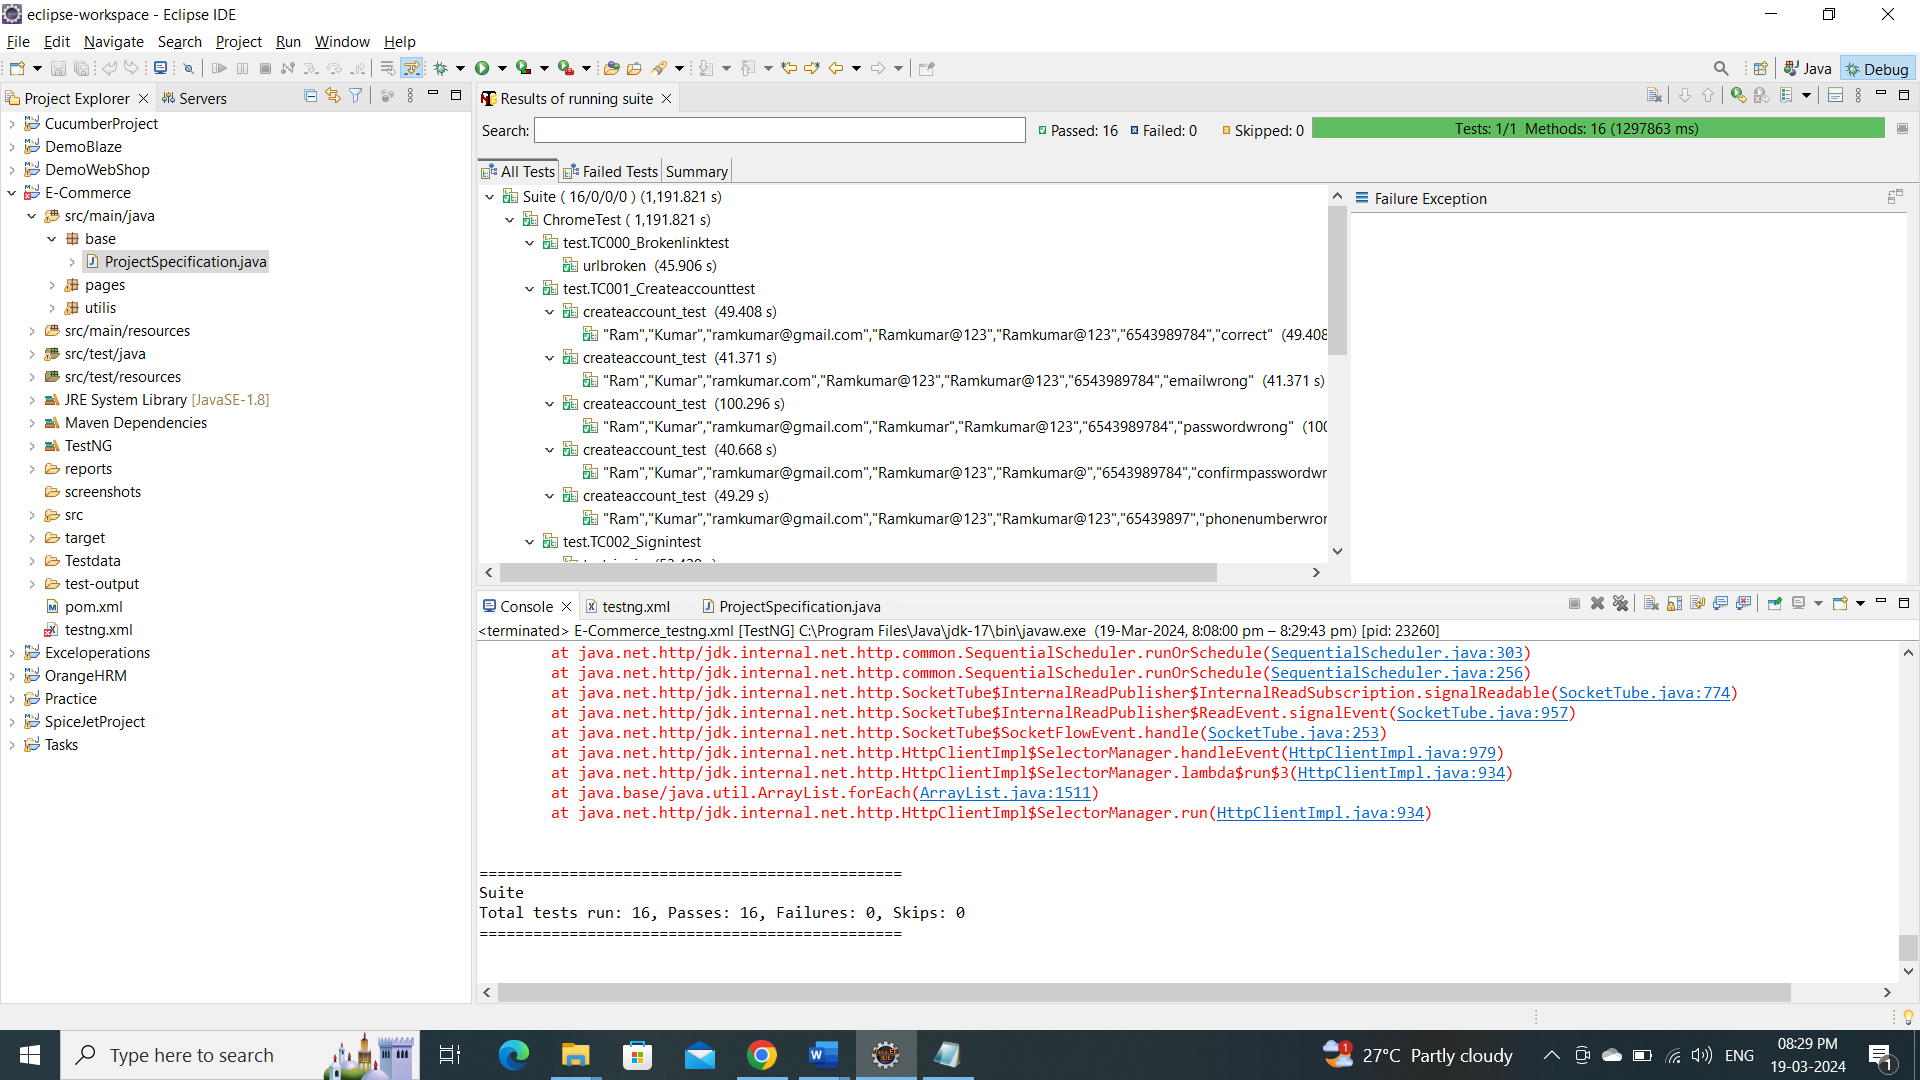 eclipse-workspace - Eclipse IDE
File Edit Navigate Search Project Run Window Help
Java Debug
Project Explorer Servers
CucumberProject
DemoBlaze
DemoWebShop
E-Commerce
src/main/java
base
ProjectSpecification.java
pages
utilis
src/main/resources
src/test/java
src/test/resources
JRE System Library [JavaSE-1.8]
Maven Dependencies
TestNG
reports
screenshots
src
target
Testdata
test-output
pom.xml
testng.xml
Exceloperations
OrangeHRM
Practice
SpiceJetProject
Tasks
Results of running suite
Search: Passed: 16 Failed: 0 Skipped: 0 Tests: 1/1 Methods: 16 (1297863 ms)
All Tests Failed Tests Summary
Suite ( 16/0/0/0 ) (1,191.821 s)
ChromeTest ( 1,191.821 s)
test.TC000_Brokenlinktest
urlbroken (45.906 s)
test.TC001_Createaccounttest
createaccount_test (49.408 s)
"Ram","Kumar","ramkumar@gmail.com","Ramkumar@123","Ramkumar@123","6543989784","correct" (49.408
createaccount_test (41.371 s)
"Ram","Kumar","ramkumar.com","Ramkumar@123","Ramkumar@123","6543989784","emailwrong" (41.371 s)
createaccount_test (100.296 s)
"Ram","Kumar","ramkumar@gmail.com","Ramkumar","Ramkumar@123","6543989784","passwordwrong" (100
createaccount_test (40.668 s)
"Ram","Kumar","ramkumar@gmail.com","Ramkumar@123","Ramkumar@","6543989784","confirmpasswordwr
createaccount_test (49.29 s)
"Ram","Kumar","ramkumar@gmail.com","Ramkumar@123","Ramkumar@123","65439897","phonenumberwror
test.TC002_Signintest
Failure Exception
Console testng.xml ProjectSpecification.java
<terminated> E-Commerce_testng.xml [TestNG] C:\Program Files\Java\jdk-17\bin\javaw.exe (19-Mar-2024, 8:08:00 pm – 8:29:43 pm) [pid: 23260]
at java.net.http/jdk.internal.net.http.common.SequentialScheduler.runOrSchedule(SequentialScheduler.java:303)
at java.net.http/jdk.internal.net.http.common.SequentialScheduler.runOrSchedule(SequentialScheduler.java:256)
at java.net.http/jdk.internal.net.http.SocketTube$InternalReadPublisher$InternalReadSubscription.signalReadable(SocketTube.java:774)
at java.net.http/jdk.internal.net.http.SocketTube$InternalReadPublisher$ReadEvent.signalEvent(SocketTube.java:957)
at java.net.http/jdk.internal.net.http.SocketTube$SocketFlowEvent.handle(SocketTube.java:253)
at java.net.http/jdk.internal.net.http.HttpClientImpl$SelectorManager.handleEvent(HttpClientImpl.java:979)
at java.net.http/jdk.internal.net.http.HttpClientImpl$SelectorManager.lambda$run$3(HttpClientImpl.java:934)
at java.base/java.util.ArrayList.forEach(ArrayList.java:1511)
at java.net.http/jdk.internal.net.http.HttpClientImpl$SelectorManager.run(HttpClientImpl.java:934)
===============================================
Suite
Total tests run: 16, Passes: 16, Failures: 0, Skips: 0
===============================================
Type here to search
27°C Partly cloudy
ENG
08:29 PM
19-03-2024
1
1